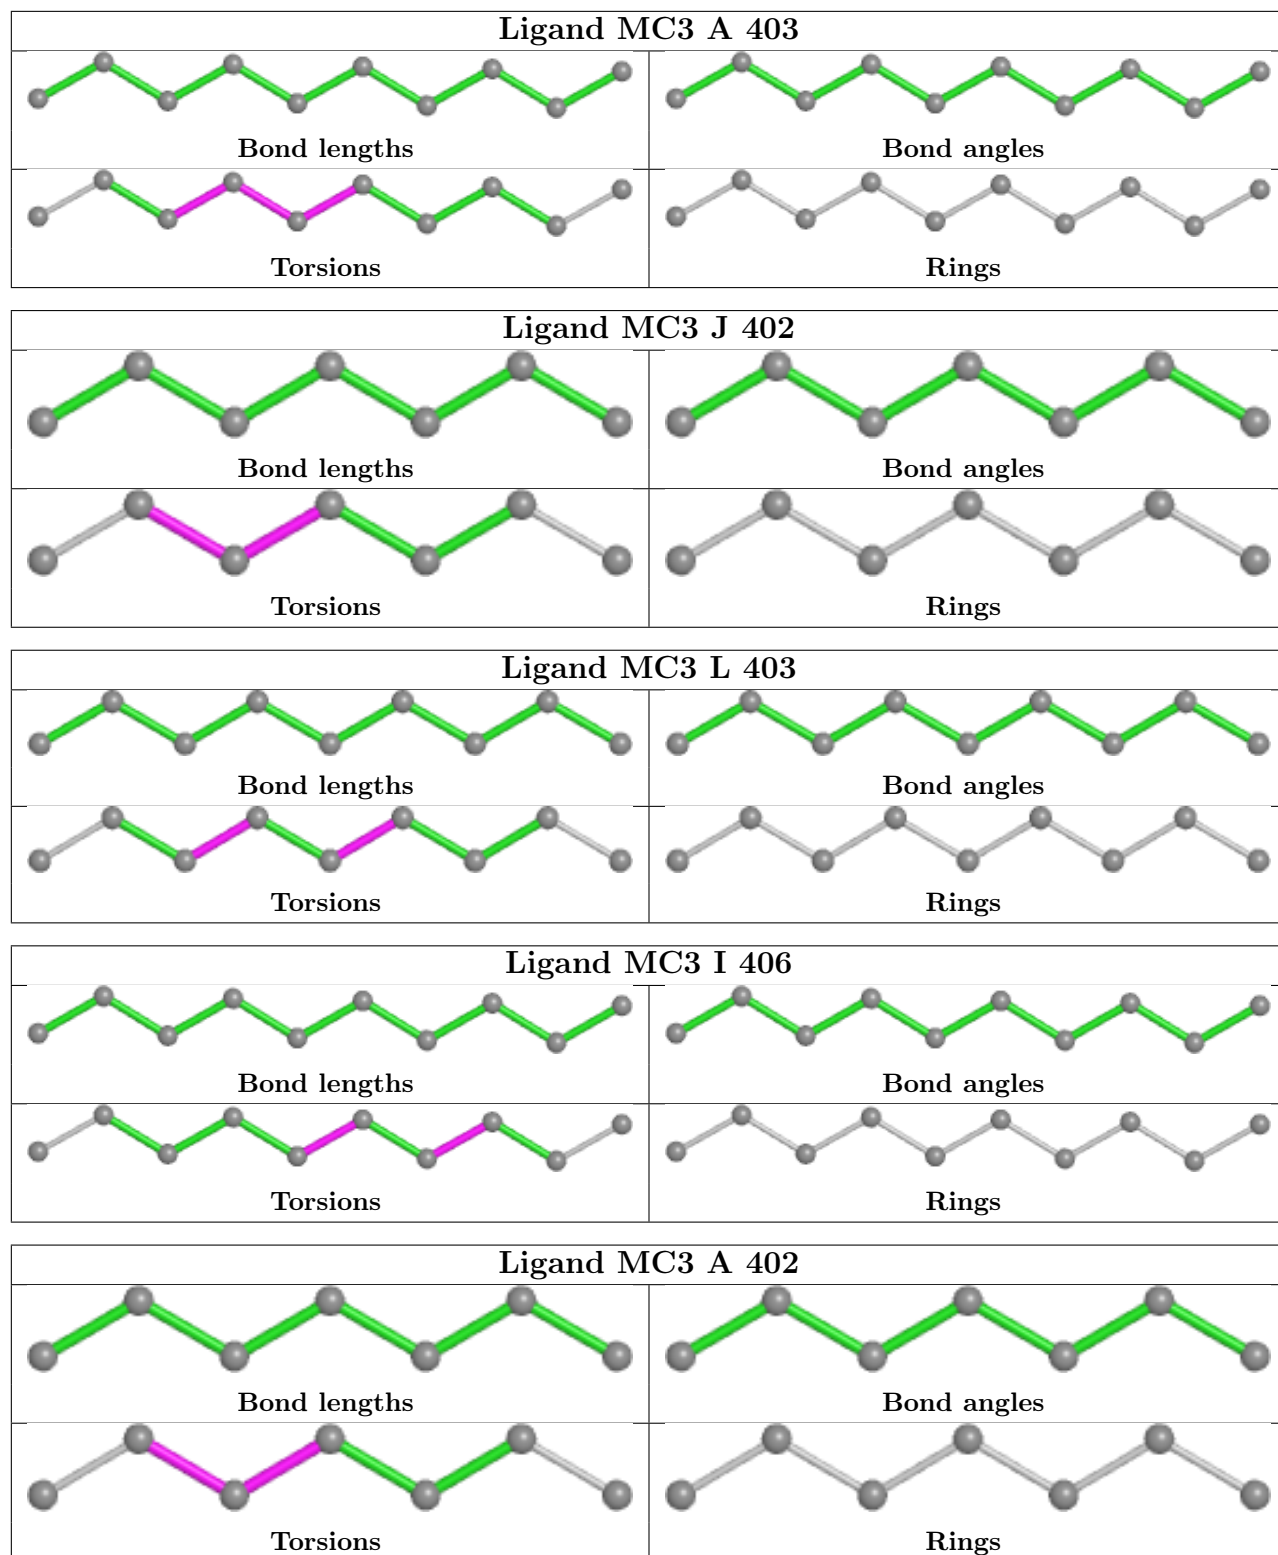 Ligand MC3 A 403
Bond lengths
Bond angles
Torsions
Rings
Ligand MC3 J 402
Bond lengths
Bond angles
Torsions
Rings
Ligand MC3 L 403
Bond lengths
Bond angles
Torsions
Rings
Ligand MC3 I 406
Bond lengths
Bond angles
Torsions
Rings
Ligand MC3 A 402
Bond lengths
Bond angles
Torsions
Rings